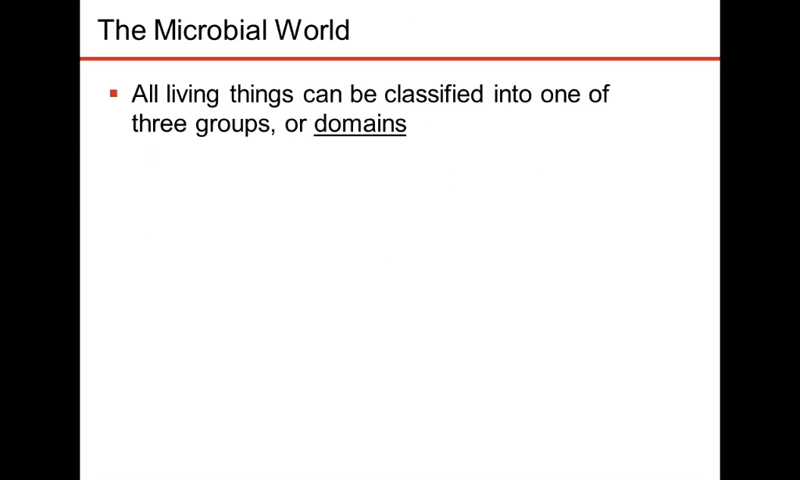 The Microbial World
▪ All living things can be classified into one of
three groups, or domains